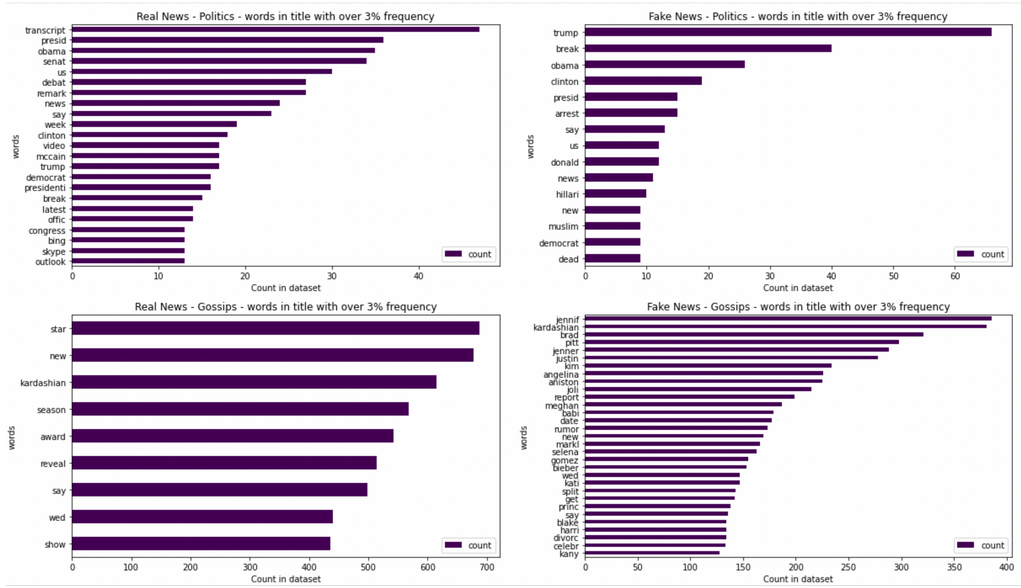 Real News - Politics - words in title with over 3% frequency
words
transcript
presid
obama
senat
us
debat
remark
news
say
week
clinton
video
mccain
trump
democrat
presidenti
break
latest
offic
congress
bing
skype
outlook
count
0 10 20 30 40
Count in dataset
Fake News - Politics - words in title with over 3% frequency
words
trump
break
obama
clinton
presid
arrest
say
us
donald
news
hillari
new
muslim
democrat
dead
count
0 10 20 30 40 50 60
Count in dataset
Real News - Gossips - words in title with over 3% frequency
words
star
new
kardashian
season
award
reveal
say
wed
show
count
0 100 200 300 400 500 600 700
Count in dataset
Fake News - Gossips - words in title with over 3% frequency
words
jennif
kardashian
brad
pitt
jenner
justin
kim
angelina
aniston
joli
report
meghan
babi
date
rumor
new
markl
selena
gomez
bieber
wed
kati
split
get
princ
say
blake
harri
divorc
celebr
kany
count
0 50 100 150 200 250 300 350 400
Count in dataset